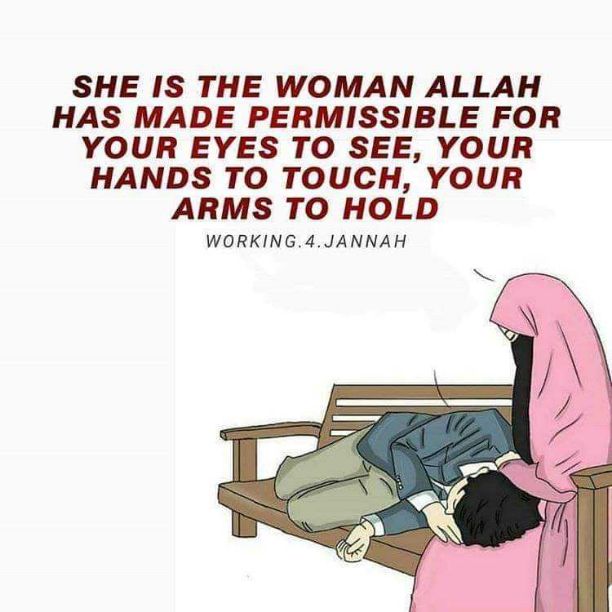 SHE IS THE WOMAN ALLAH
HAS MADE PERMISSIBLE FOR
YOUR EYES TO SEE, YOUR
HANDS TO TOUCH, YOUR
ARMS TO HOLD
WORKING.4.JANNAH